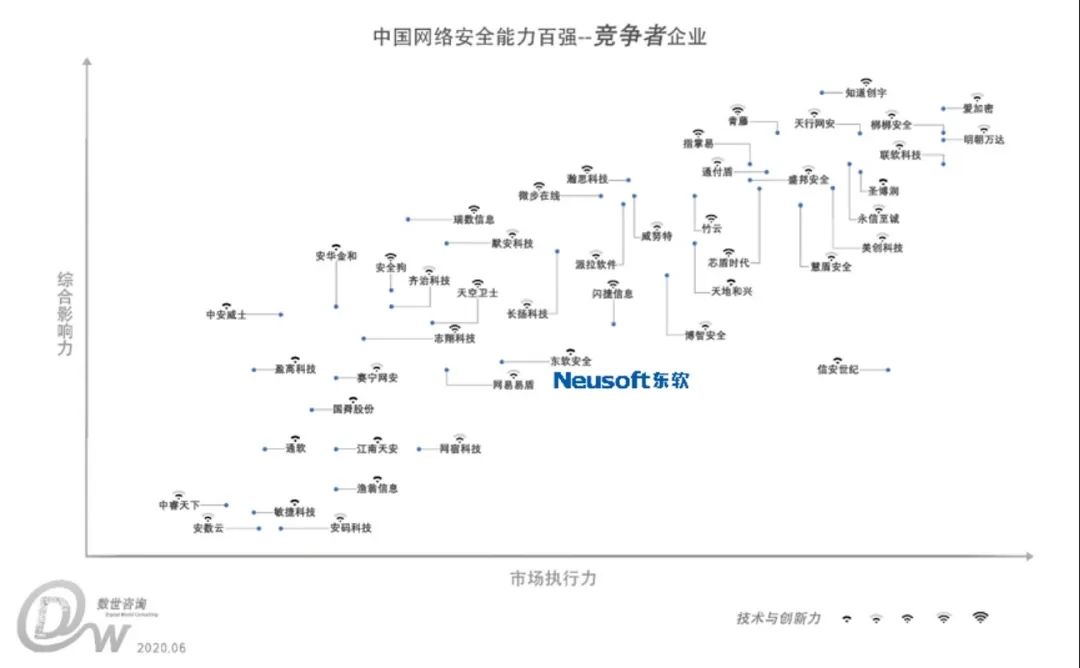 中国网络安全能力百强--竞争者企业
知道创宇
爱加密
青藤
天行网安
梆梆安全
明朝万达
指掌易
联软科技
通付盾
盛邦安全
瀚思科技
圣博润
微步在线
永信至诚
瑞数信息
竹云
威努特
猷安科技
美创科技
安华金和
安全狗
派拉软件
芯盾时代
慧盾安全
齐治科技
天空卫士
闪捷信息
天地和兴
中安威士
长扬科技
志翔科技
博智安全
综合影响力
盈高科技
赛宁网安
东软安全
网易易盾
Neusoft东软
信安世纪
国舜股份
通软
江南天安
网宿科技
渔翁信息
中睿天下
敏捷科技
安数云
安码科技
市场执行力
数世咨询
Digital World Consulting
DW
2020.06
技术与创新力